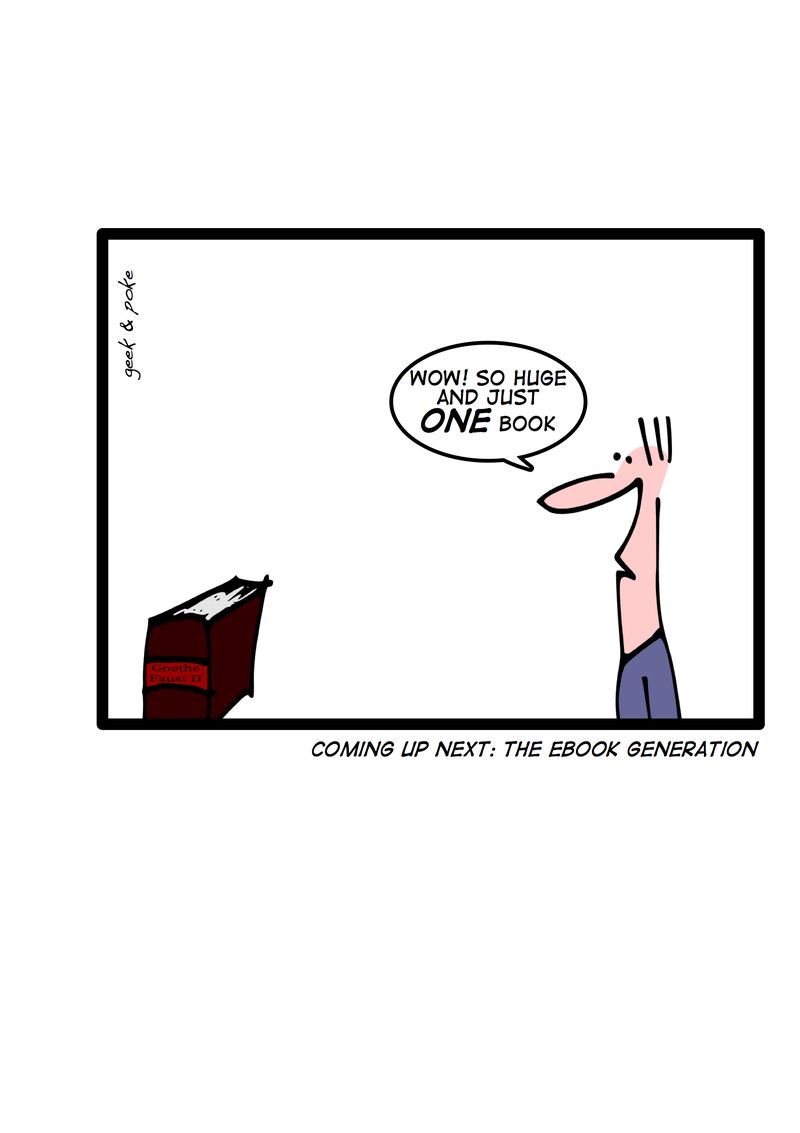 geek & poke
WOW! SO HUGE
AND JUST
ONE BOOK
Goethe
Faust II
COMING UP NEXT: THE EBOOK GENERATION